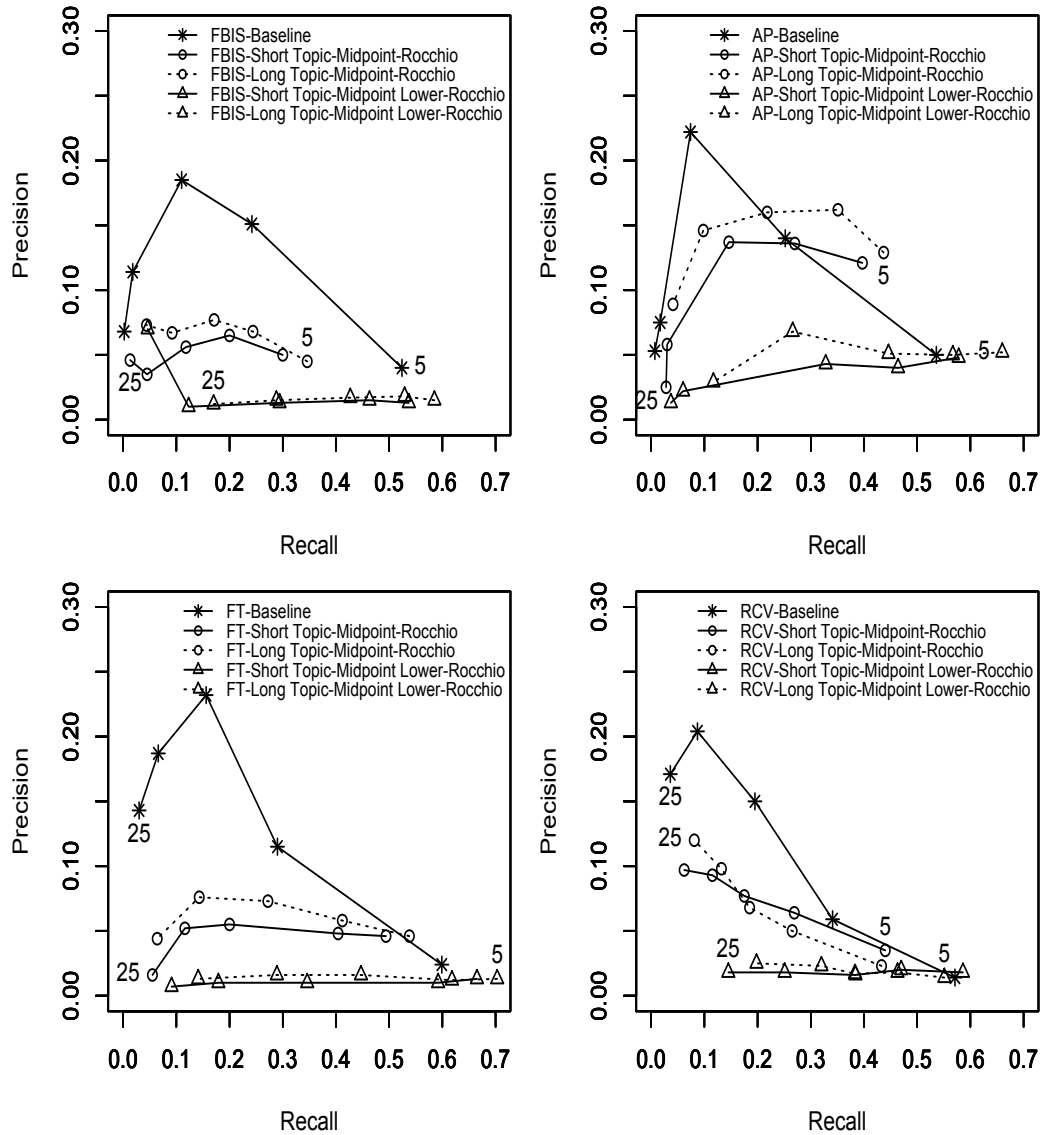 FBIS-Baseline
FBIS-Short Topic-Midpoint-Rocchio
FBIS-Long Topic-Midpoint-Rocchio
FBIS-Short Topic-Midpoint Lower-Rocchio
FBIS-Long Topic-Midpoint Lower-Rocchio
0.30
0.20
0.10
0.00
Precision
5
5
25
25
0.0 0.1 0.2 0.3 0.4 0.5 0.6 0.7
Recall
AP-Baseline
AP-Short Topic-Midpoint-Rocchio
AP-Long Topic-Midpoint-Rocchio
AP-Short Topic-Midpoint Lower-Rocchio
AP-Long Topic-Midpoint Lower-Rocchio
0.30
0.20
0.10
0.00
Precision
5
5
25
0.0 0.1 0.2 0.3 0.4 0.5 0.6 0.7
Recall
FT-Baseline
FT-Short Topic-Midpoint-Rocchio
FT-Long Topic-Midpoint-Rocchio
FT-Short Topic-Midpoint Lower-Rocchio
FT-Long Topic-Midpoint Lower-Rocchio
0.30
0.20
0.10
0.00
Precision
25
25
5
0.0 0.1 0.2 0.3 0.4 0.5 0.6 0.7
Recall
RCV-Baseline
RCV-Short Topic-Midpoint-Rocchio
RCV-Long Topic-Midpoint-Rocchio
RCV-Short Topic-Midpoint Lower-Rocchio
RCV-Long Topic-Midpoint Lower-Rocchio
0.30
0.20
0.10
0.00
Precision
25
25
25
5
5
0.0 0.1 0.2 0.3 0.4 0.5 0.6 0.7
Recall